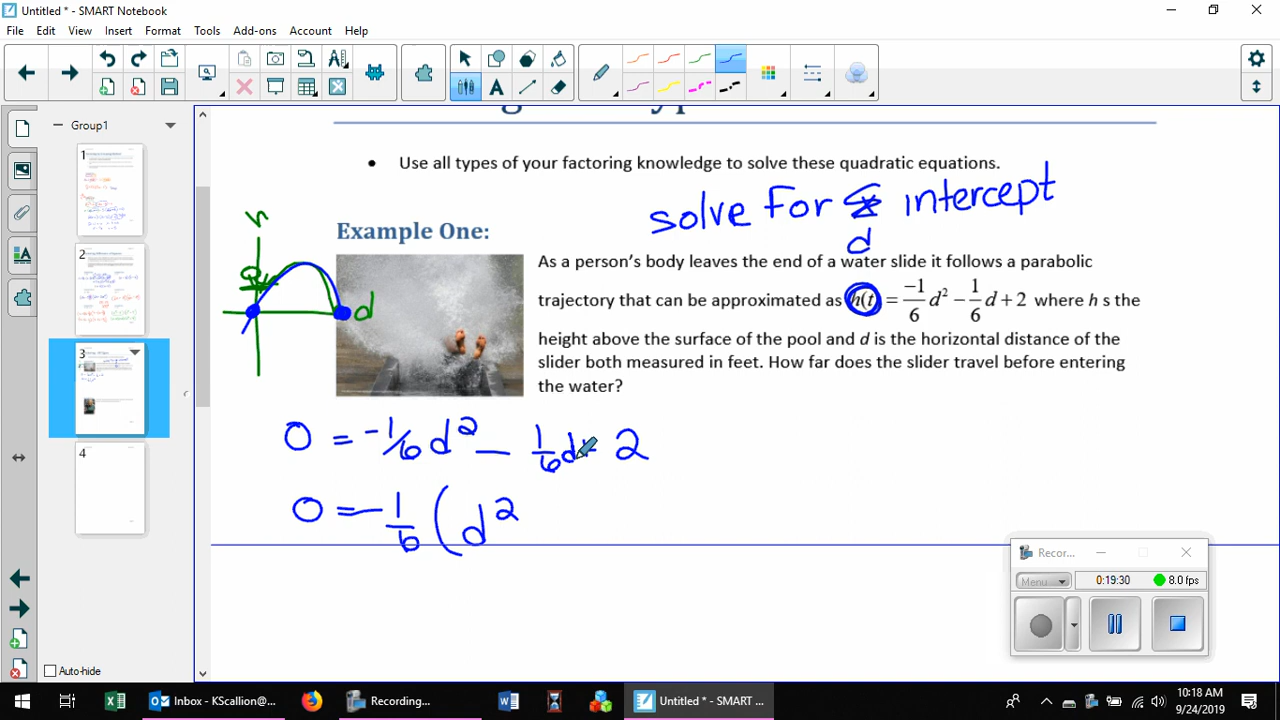 Untitled * - SMART Notebook
File Edit View Insert Format Tools Add-ons Account Help
Group1
1
2
3
4
Auto-hide
Use all types of your factoring knowledge to solve these quadratic equations.
solve For intercept
d
Example One:
As a person's body leaves the end of a water slide it follows a parabolic
trajectory that can be approximated as h(t) = -1/6 d² - 1/6 d + 2 where h s the
height above the surface of the pool and d is the horizontal distance of the
slider both measured in feet. How far does the slider travel before entering
the water?
h
d
0 = -1/6 d² - 1/6 d + 2
0 = -1/6 ( d²
Recor...
Menu
0:19:30
8.0 fps
Inbox - KScallion@...
Recording...
Untitled * - SMART ...
10:18 AM
9/24/2019